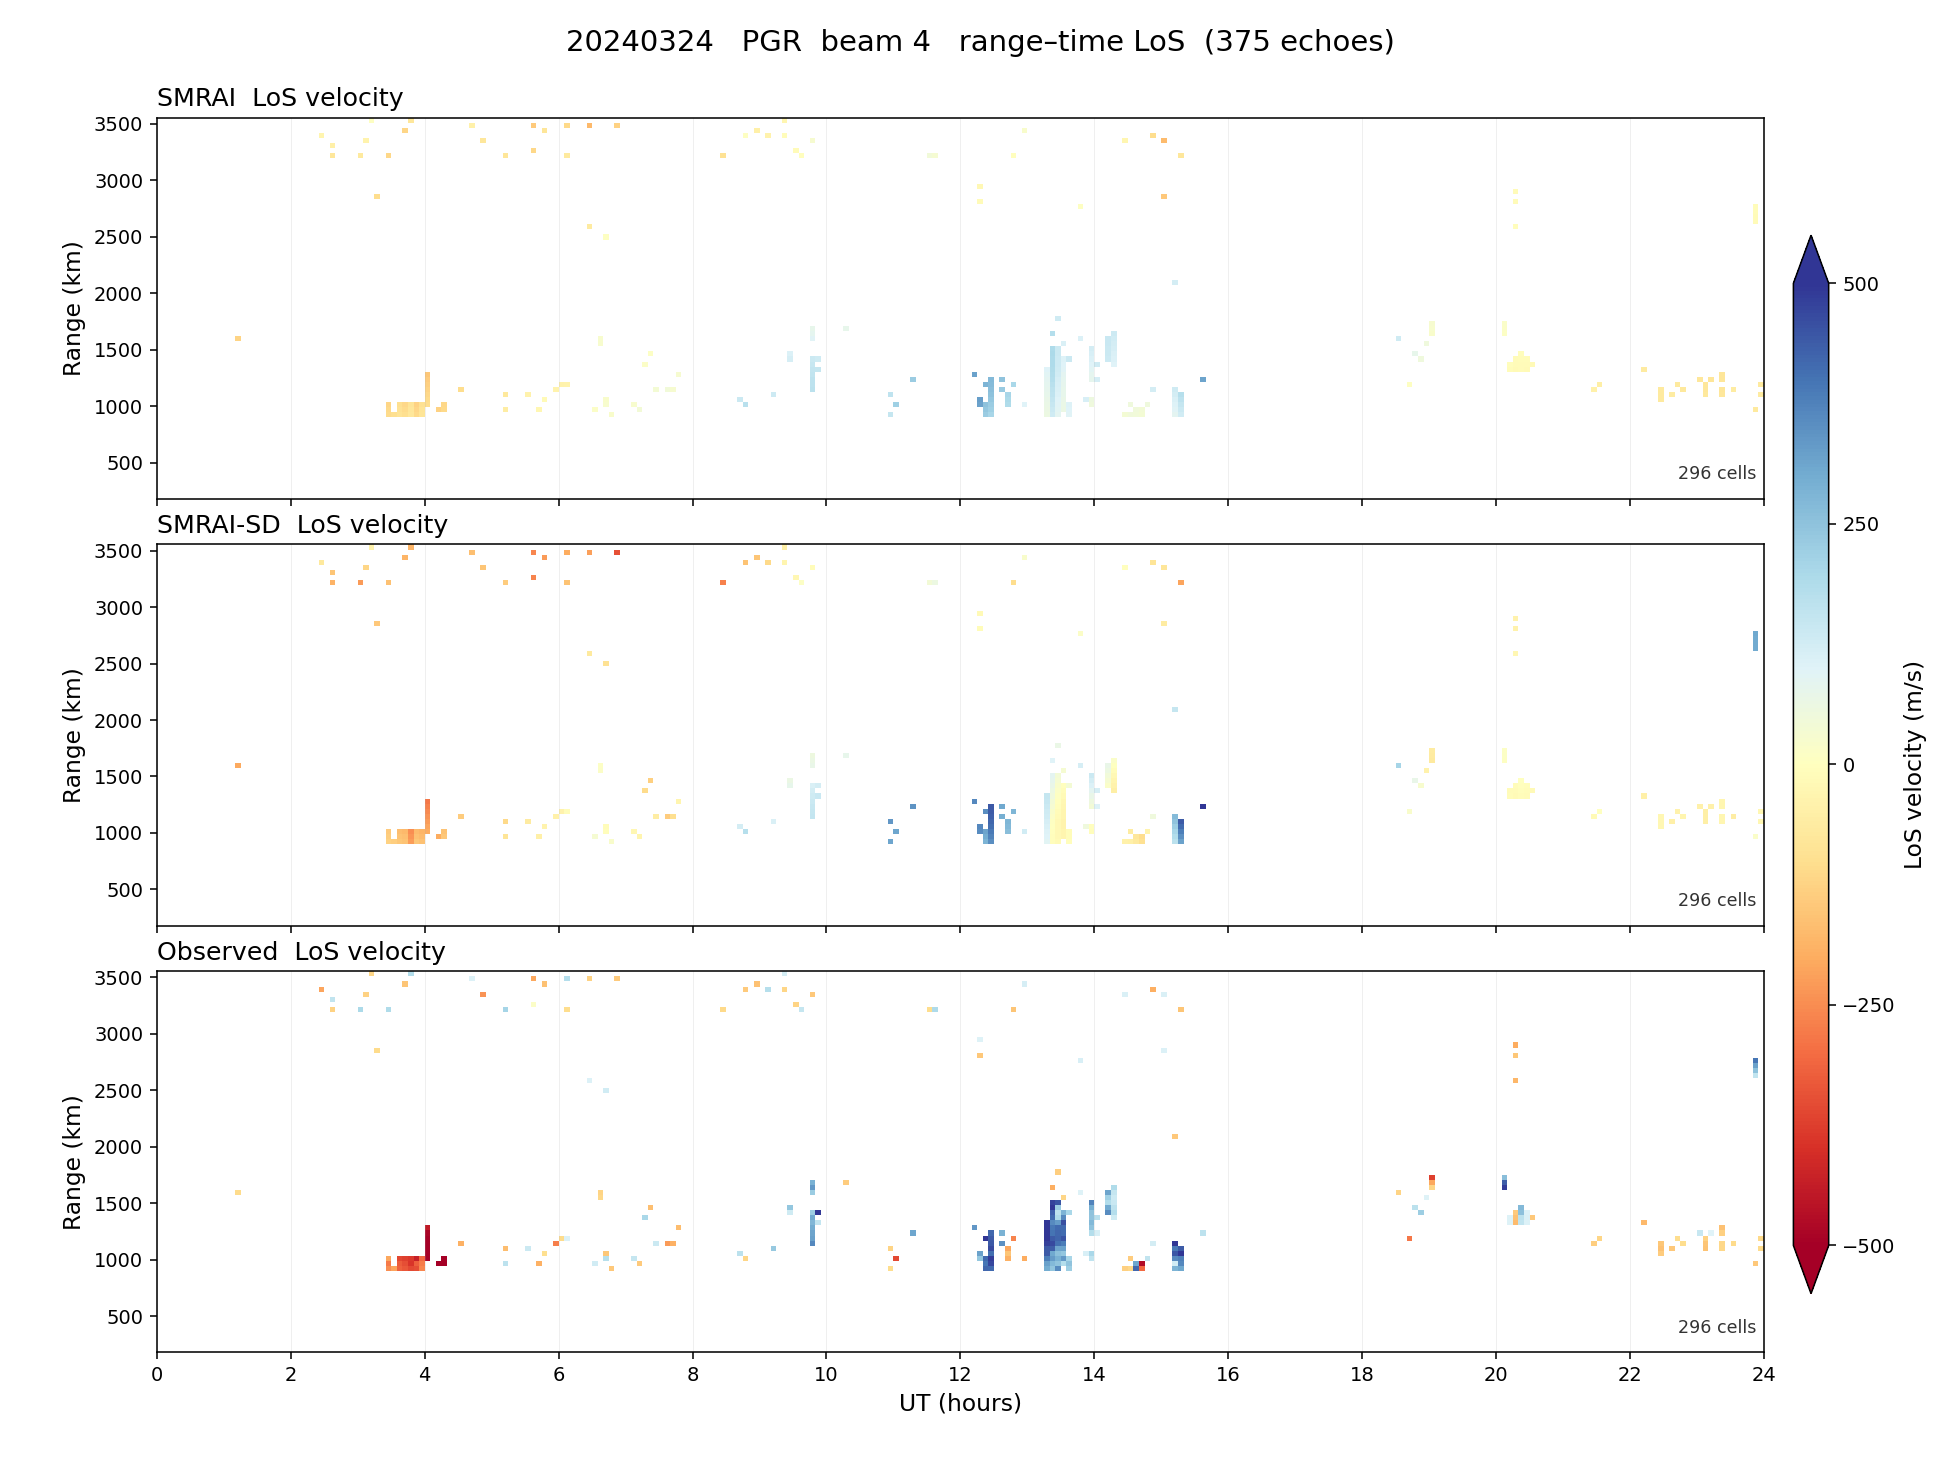 20240324   PGR  beam 4   range–time LoS  (375 echoes)
SMRAI  LoS velocity
3500
3000
2500
2000
1500
1000
500
Range (km)
296 cells
SMRAI-SD  LoS velocity
3500
3000
2500
2000
1500
1000
500
Range (km)
296 cells
Observed  LoS velocity
3500
3000
2500
2000
1500
1000
500
Range (km)
296 cells
0 2 4 6 8 10 12 14 16 18 20 22 24
UT (hours)
500
250
0
−250
−500
LoS velocity (m/s)